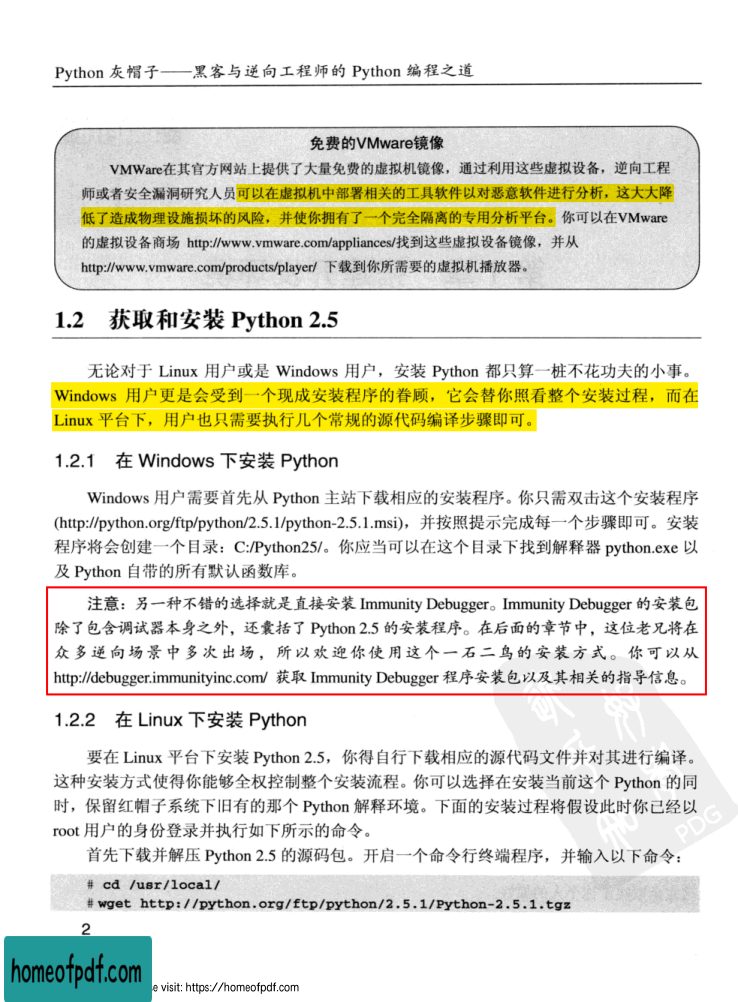 Python 灰帽子——黑客与逆向工程师的 Python 编程之道
免费的VMware镜像
VMWare在其官方网站上提供了大量免费的虚拟机镜像，通过利用这些虚拟设备，逆向工程
师或者安全漏洞研究人员可以在虚拟机中部署相关的工具软件以对恶意软件进行分析，这大大降
低了造成物理设施损坏的风险，并使你拥有了一个完全隔离的专用分析平台。你可以在VMware
的虚拟设备商场 http://www.vmware.com/appliances/找到这些虚拟设备镜像，并从
http://www.vmware.com/products/player/ 下载到你所需要的虚拟机播放器。
1.2 获取和安装 Python 2.5
无论对于 Linux 用户或是 Windows 用户，安装 Python 都只算一桩不花功夫的小事。
Windows 用户更是会受到一个现成安装程序的眷顾，它会替你照看整个安装过程，而在
Linux 平台下，用户也只需要执行几个常规的源代码编译步骤即可。
1.2.1 在 Windows 下安装 Python
Windows 用户需要首先从 Python 主站下载相应的安装程序。你只需双击这个安装程序
(http://python.org/ftp/python/2.5.1/python-2.5.1.msi)，并按照提示完成每一个步骤即可。安装
程序将会创建一个目录：C:/Python25/。你应当可以在这个目录下找到解释器 python.exe 以
及 Python 自带的所有默认函数库。
注意：另一种不错的选择就是直接安装 Immunity Debugger。Immunity Debugger 的安装包
除了包含调试器本身之外，还囊括了 Python 2.5 的安装程序。在后面的章节中，这位老兄将在
众多逆向场景中多次出场，所以欢迎你使用这个一石二鸟的安装方式。你可以从
http://debugger.immunityinc.com/ 获取 Immunity Debugger 程序安装包以及其相关的指导信息。
1.2.2 在 Linux 下安装 Python
要在 Linux 平台下安装 Python 2.5，你得自行下载相应的源代码文件并对其进行编译。
这种安装方式使得你能够全权控制整个安装流程。你可以选择在安装当前这个 Python 的同
时，保留红帽子系统下旧有的那个 Python 解释环境。下面的安装过程将假设此时你已经以
root 用户的身份登录并执行如下所示的命令。
首先下载并解压 Python 2.5 的源码包。开启一个命令行终端程序，并输入以下命令：
# cd /usr/local/
# wget http://python.org/ftp/python/2.5.1/Python-2.5.1.tgz
2
PDG
homeofpdf.com
e visit: https://homeofpdf.com